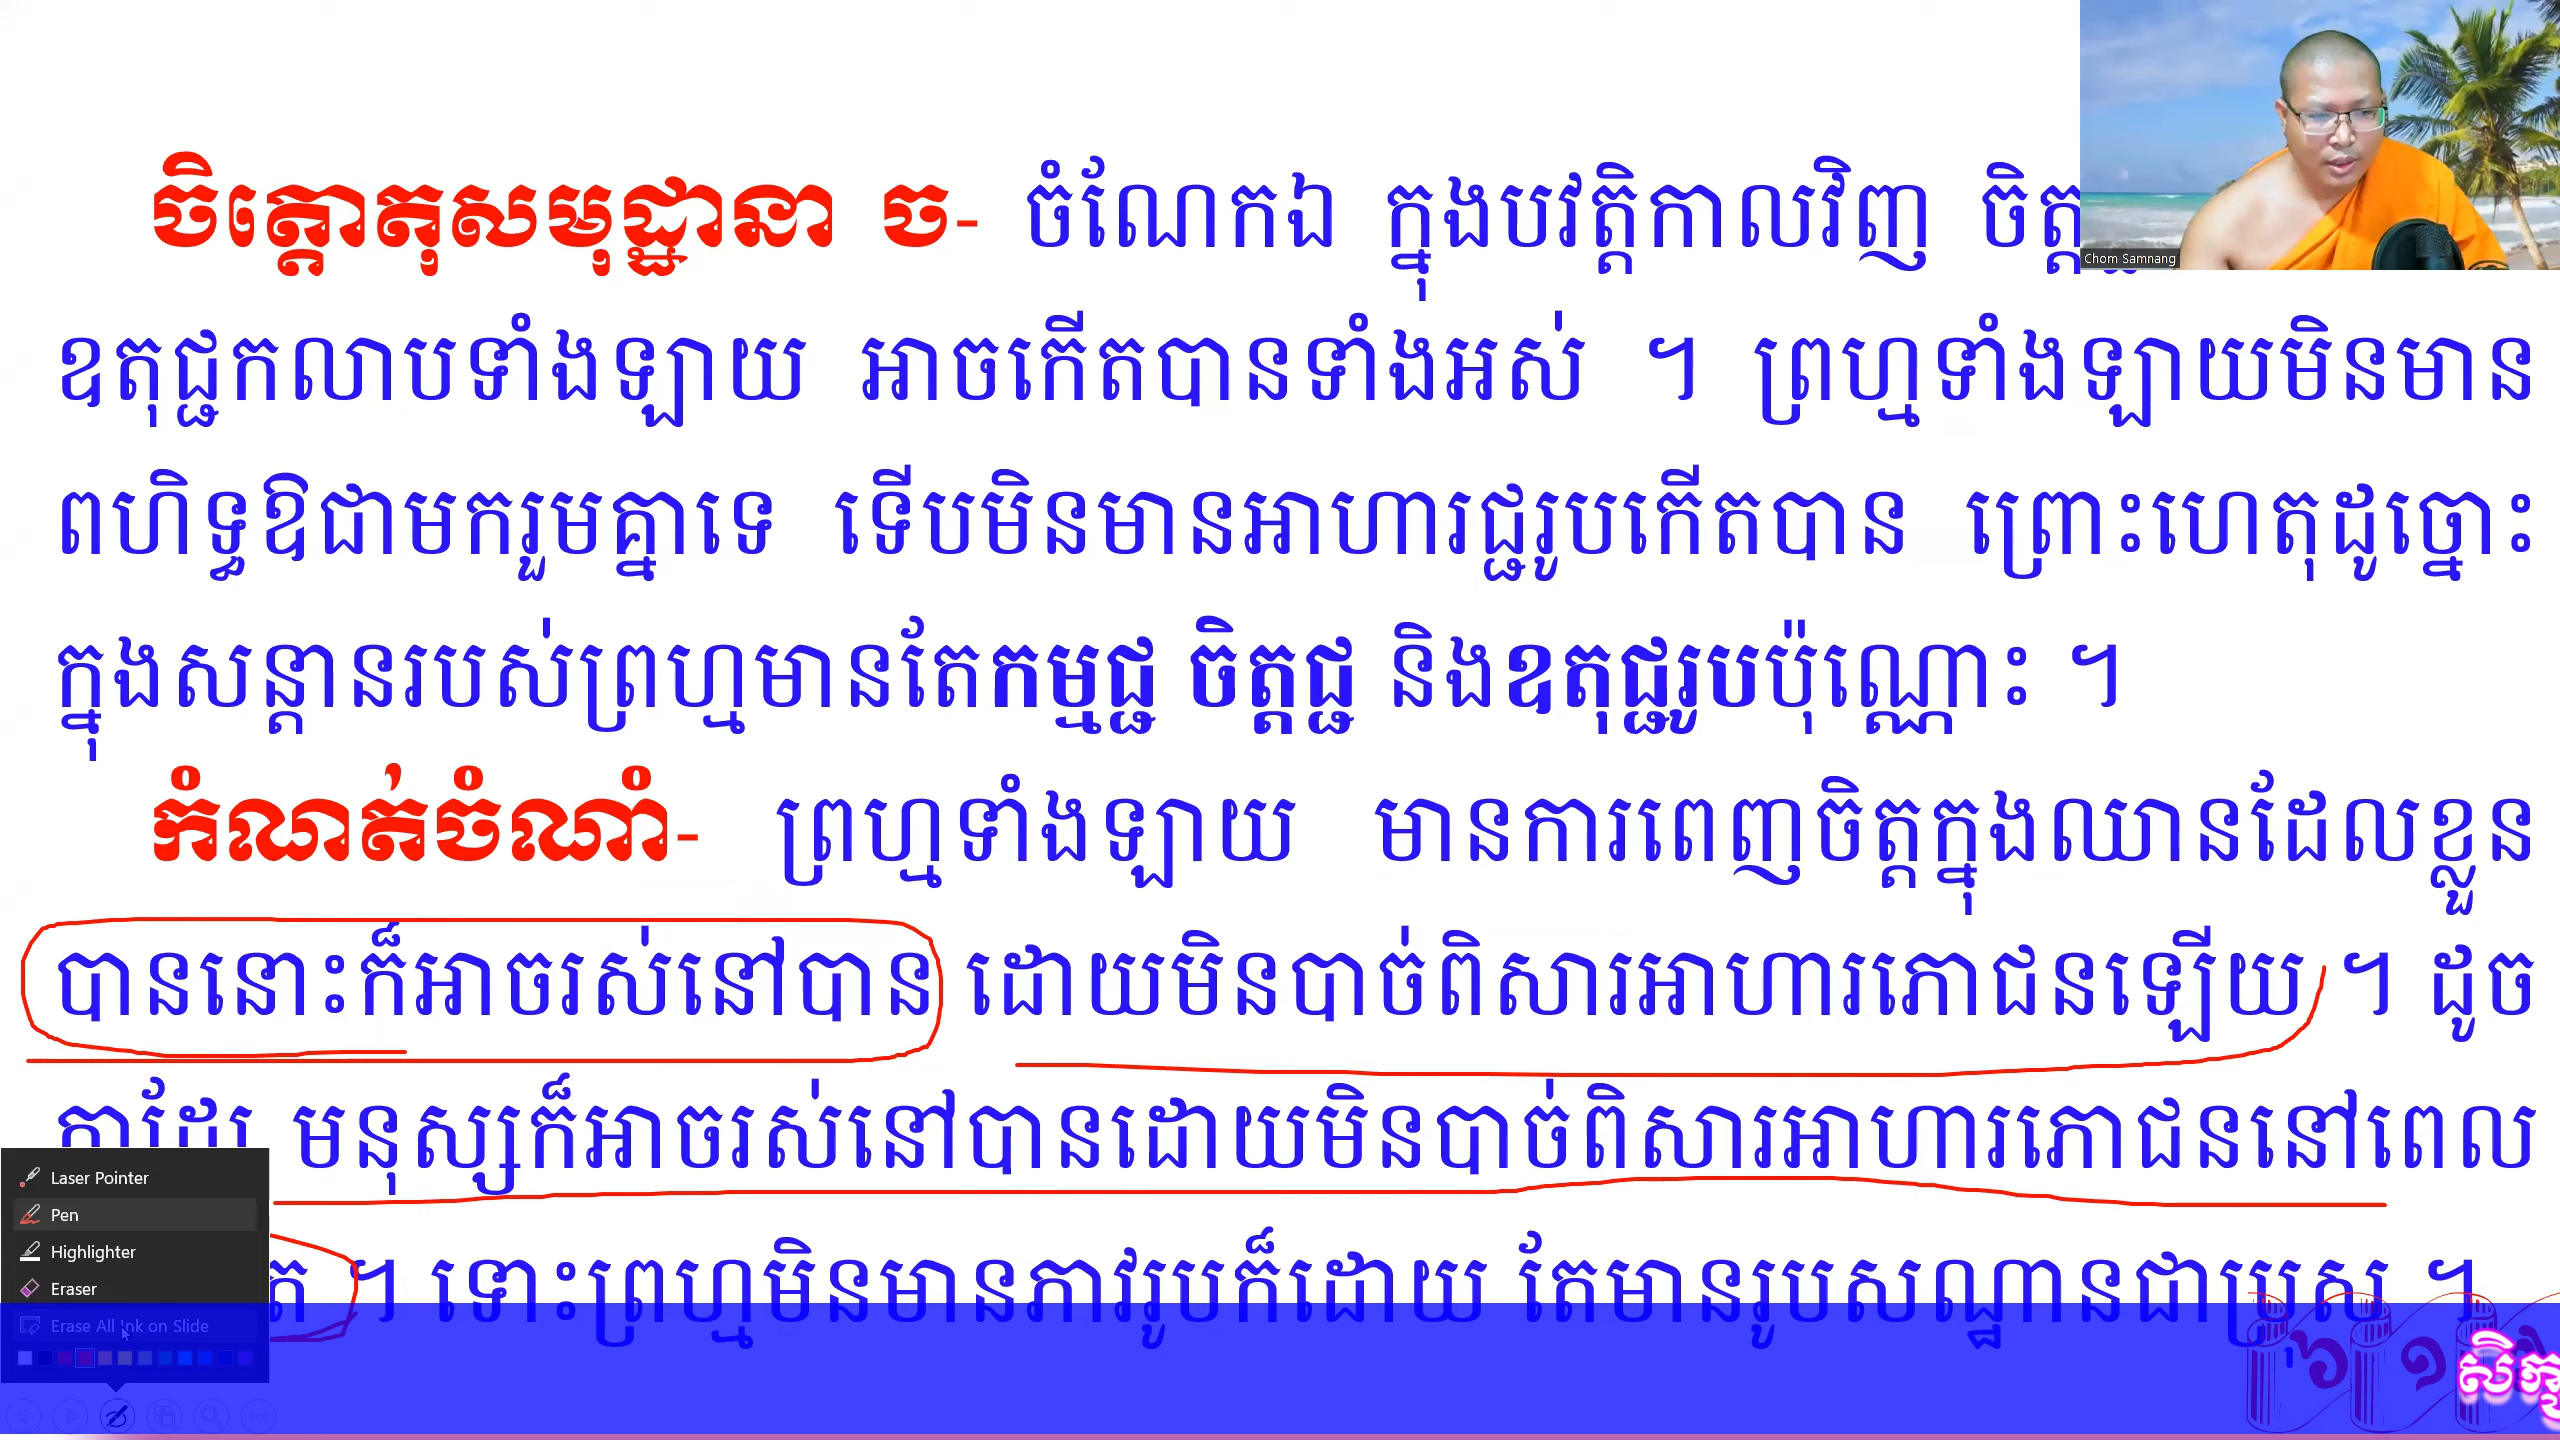 ចិត្តោតុសមុដ្ឋានា ច- ចំណែកឯ ក្នុងបវត្តិកាលវិញ
Chom Samnang
ឧតុជ្ជកលាបទាំងឡាយ អាចកើតបានទាំងអស់ ។ ព្រហ្មទាំងឡាយមិនមាន
ពហិទ្ធឱជាមករួមគ្នាទេ ទើបមិនមានអាហារជ្ជរូបកើតបាន ព្រោះហេតុដូច្នោះ
ក្នុងសន្តានរបស់ព្រហ្មមានតែកម្មជ្ជ ចិត្តជ្ជ និងឧតុជ្ជរូបប៉ុណ្ណោះ ។
កំណត់ចំណាំ- ព្រហ្មទាំងឡាយ មានការពេញចិត្តក្នុងឈានដែលខ្លួន
បាននោះក៏អាចរស់នៅបាន ដោយមិនបាច់ពិសារអាហារភោជនឡើយ ។ ដូច
គ្នាដែរ មនុស្សក៏អាចរស់នៅបានដោយមិនបាច់ពិសារអាហារភោជននៅពេល
។ ទោះព្រហ្មមិនមានភាវរូបក៏ដោយ តែមានរូបសណ្ឋានជាប្រុស ។
Laser Pointer
Pen
Highlighter
Eraser
Erase All Ink on Slide